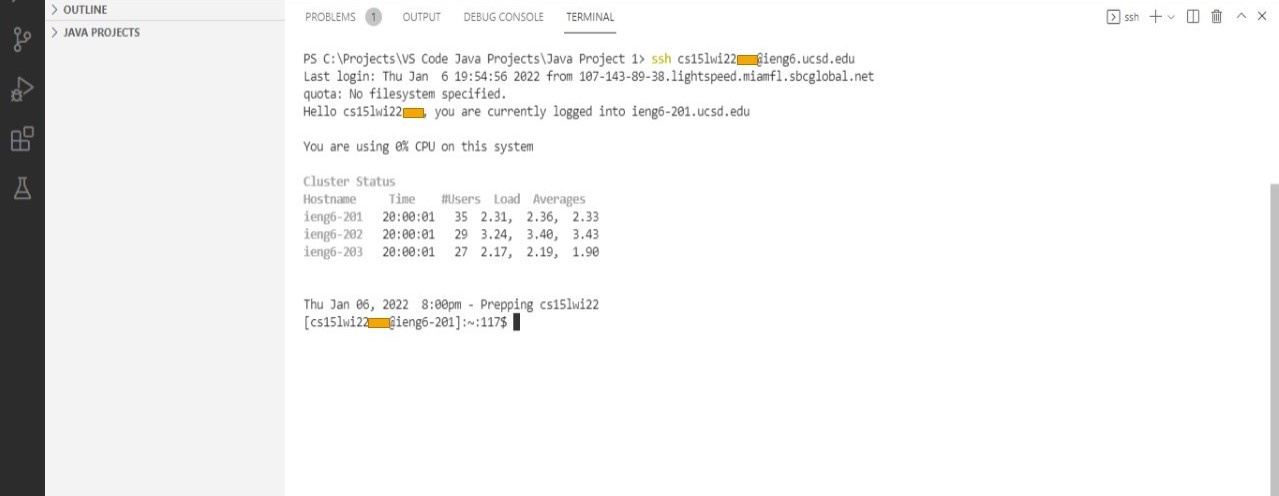 OUTLINE
JAVA PROJECTS
PROBLEMS 1 OUTPUT DEBUG CONSOLE TERMINAL ssh
PS C:\Projects\VS Code Java Projects\Java Project 1> ssh cs15lwi22 @ieng6.ucsd.edu
Last login: Thu Jan  6 19:54:56 2022 from 107-143-89-38.lightspeed.miamfl.sbcglobal.net
quota: No filesystem specified.
Hello cs15lwi22 , you are currently logged into ieng6-201.ucsd.edu
You are using 0% CPU on this system
Cluster Status
Hostname     Time    #Users  Load  Averages
ieng6-201   20:00:01   35  2.31,  2.36,  2.33
ieng6-202   20:00:01   29  3.24,  3.40,  3.43
ieng6-203   20:00:01   27  2.17,  2.19,  1.90
Thu Jan 06, 2022  8:00pm - Prepping cs15lwi22
[cs15lwi22 @ieng6-201]:~:117$